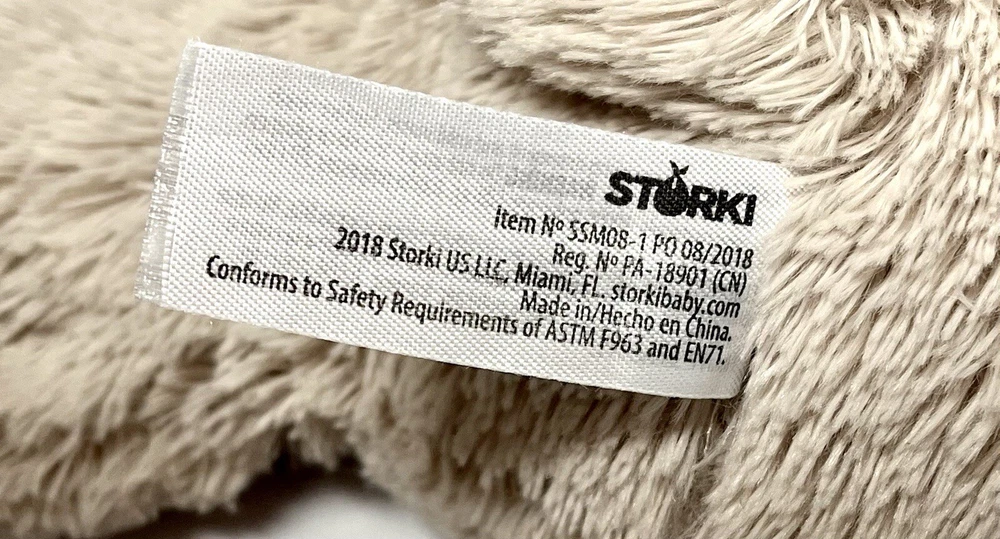 STORKI
Item Nº SSM08-1 PO 08/2018
Reg. Nº PA-18901 (CN)
2018 Storki US LLC, Miami, FL. storkibaby.com
Made in/Hecho en China.
Conforms to Safety Requirements of ASTM F963 and EN71.